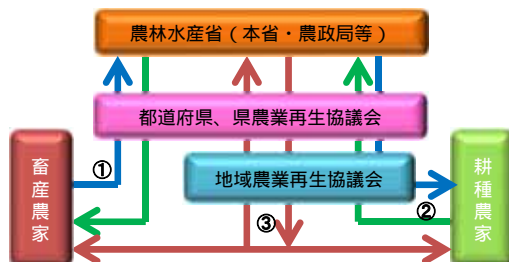 農林水産省（本省・農政局等）
都道府県、県農業再生協議会
畜産農家
①
地域農業再生協議会
耕種農家
②
③